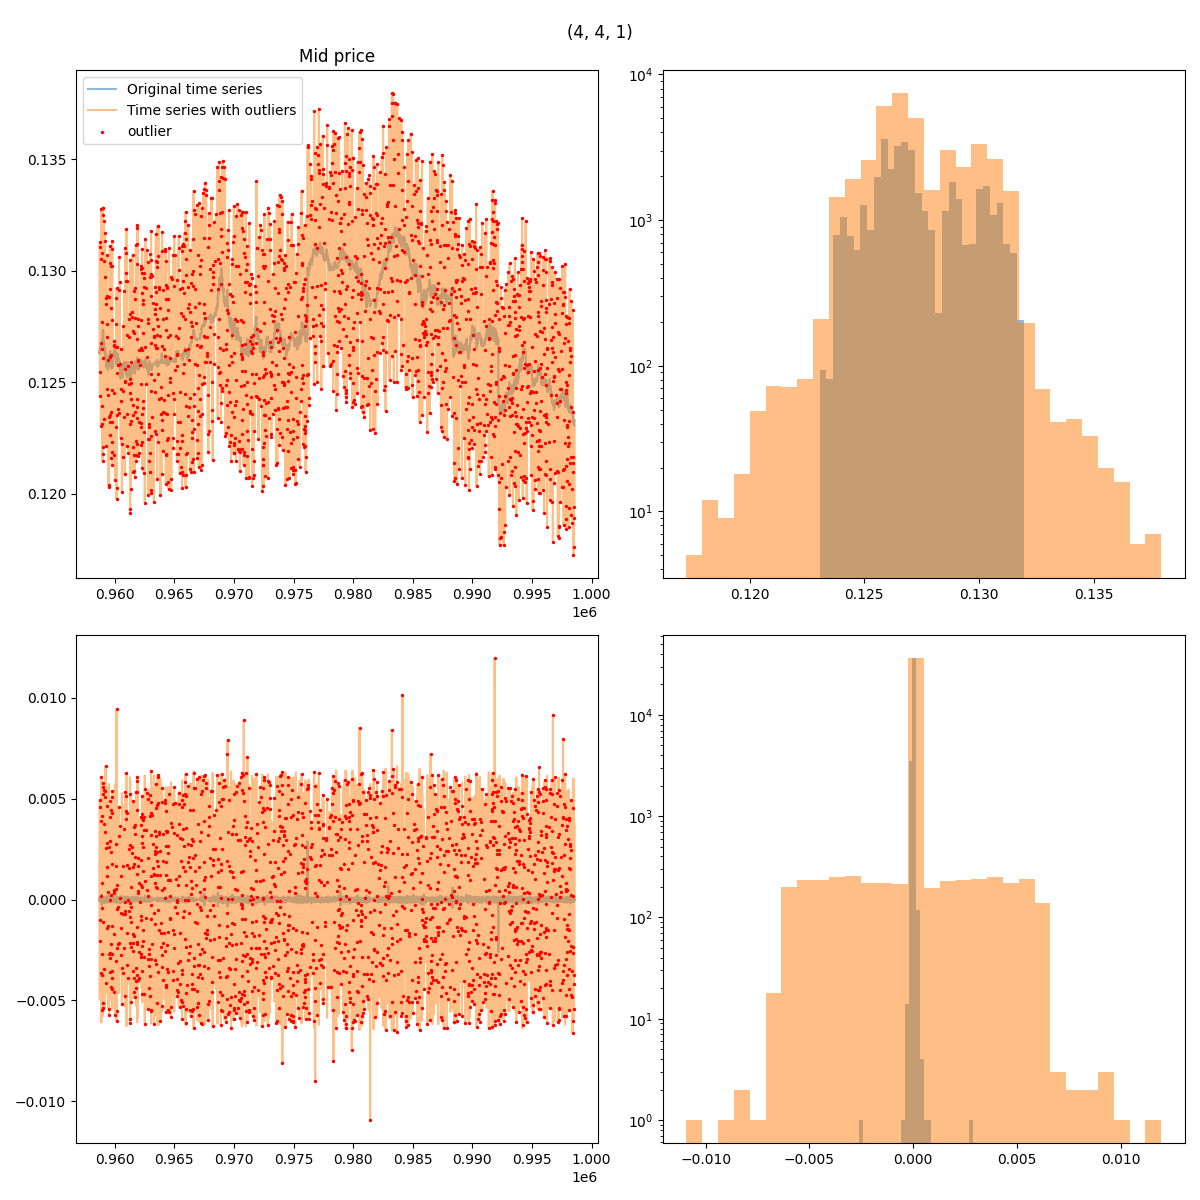 (4, 4, 1)
Mid price
Original time series
Time series with outliers
outlier
0.135
0.130
0.125
0.120
0.960 0.965 0.970 0.975 0.980 0.985 0.990 0.995 1.000
1e6
10^4
10^3
10^2
10^1
0.120 0.125 0.130 0.135
0.010
0.005
0.000
−0.005
−0.010
0.960 0.965 0.970 0.975 0.980 0.985 0.990 0.995 1.000
1e6
10^4
10^3
10^2
10^1
10^0
−0.010 −0.005 0.000 0.005 0.010